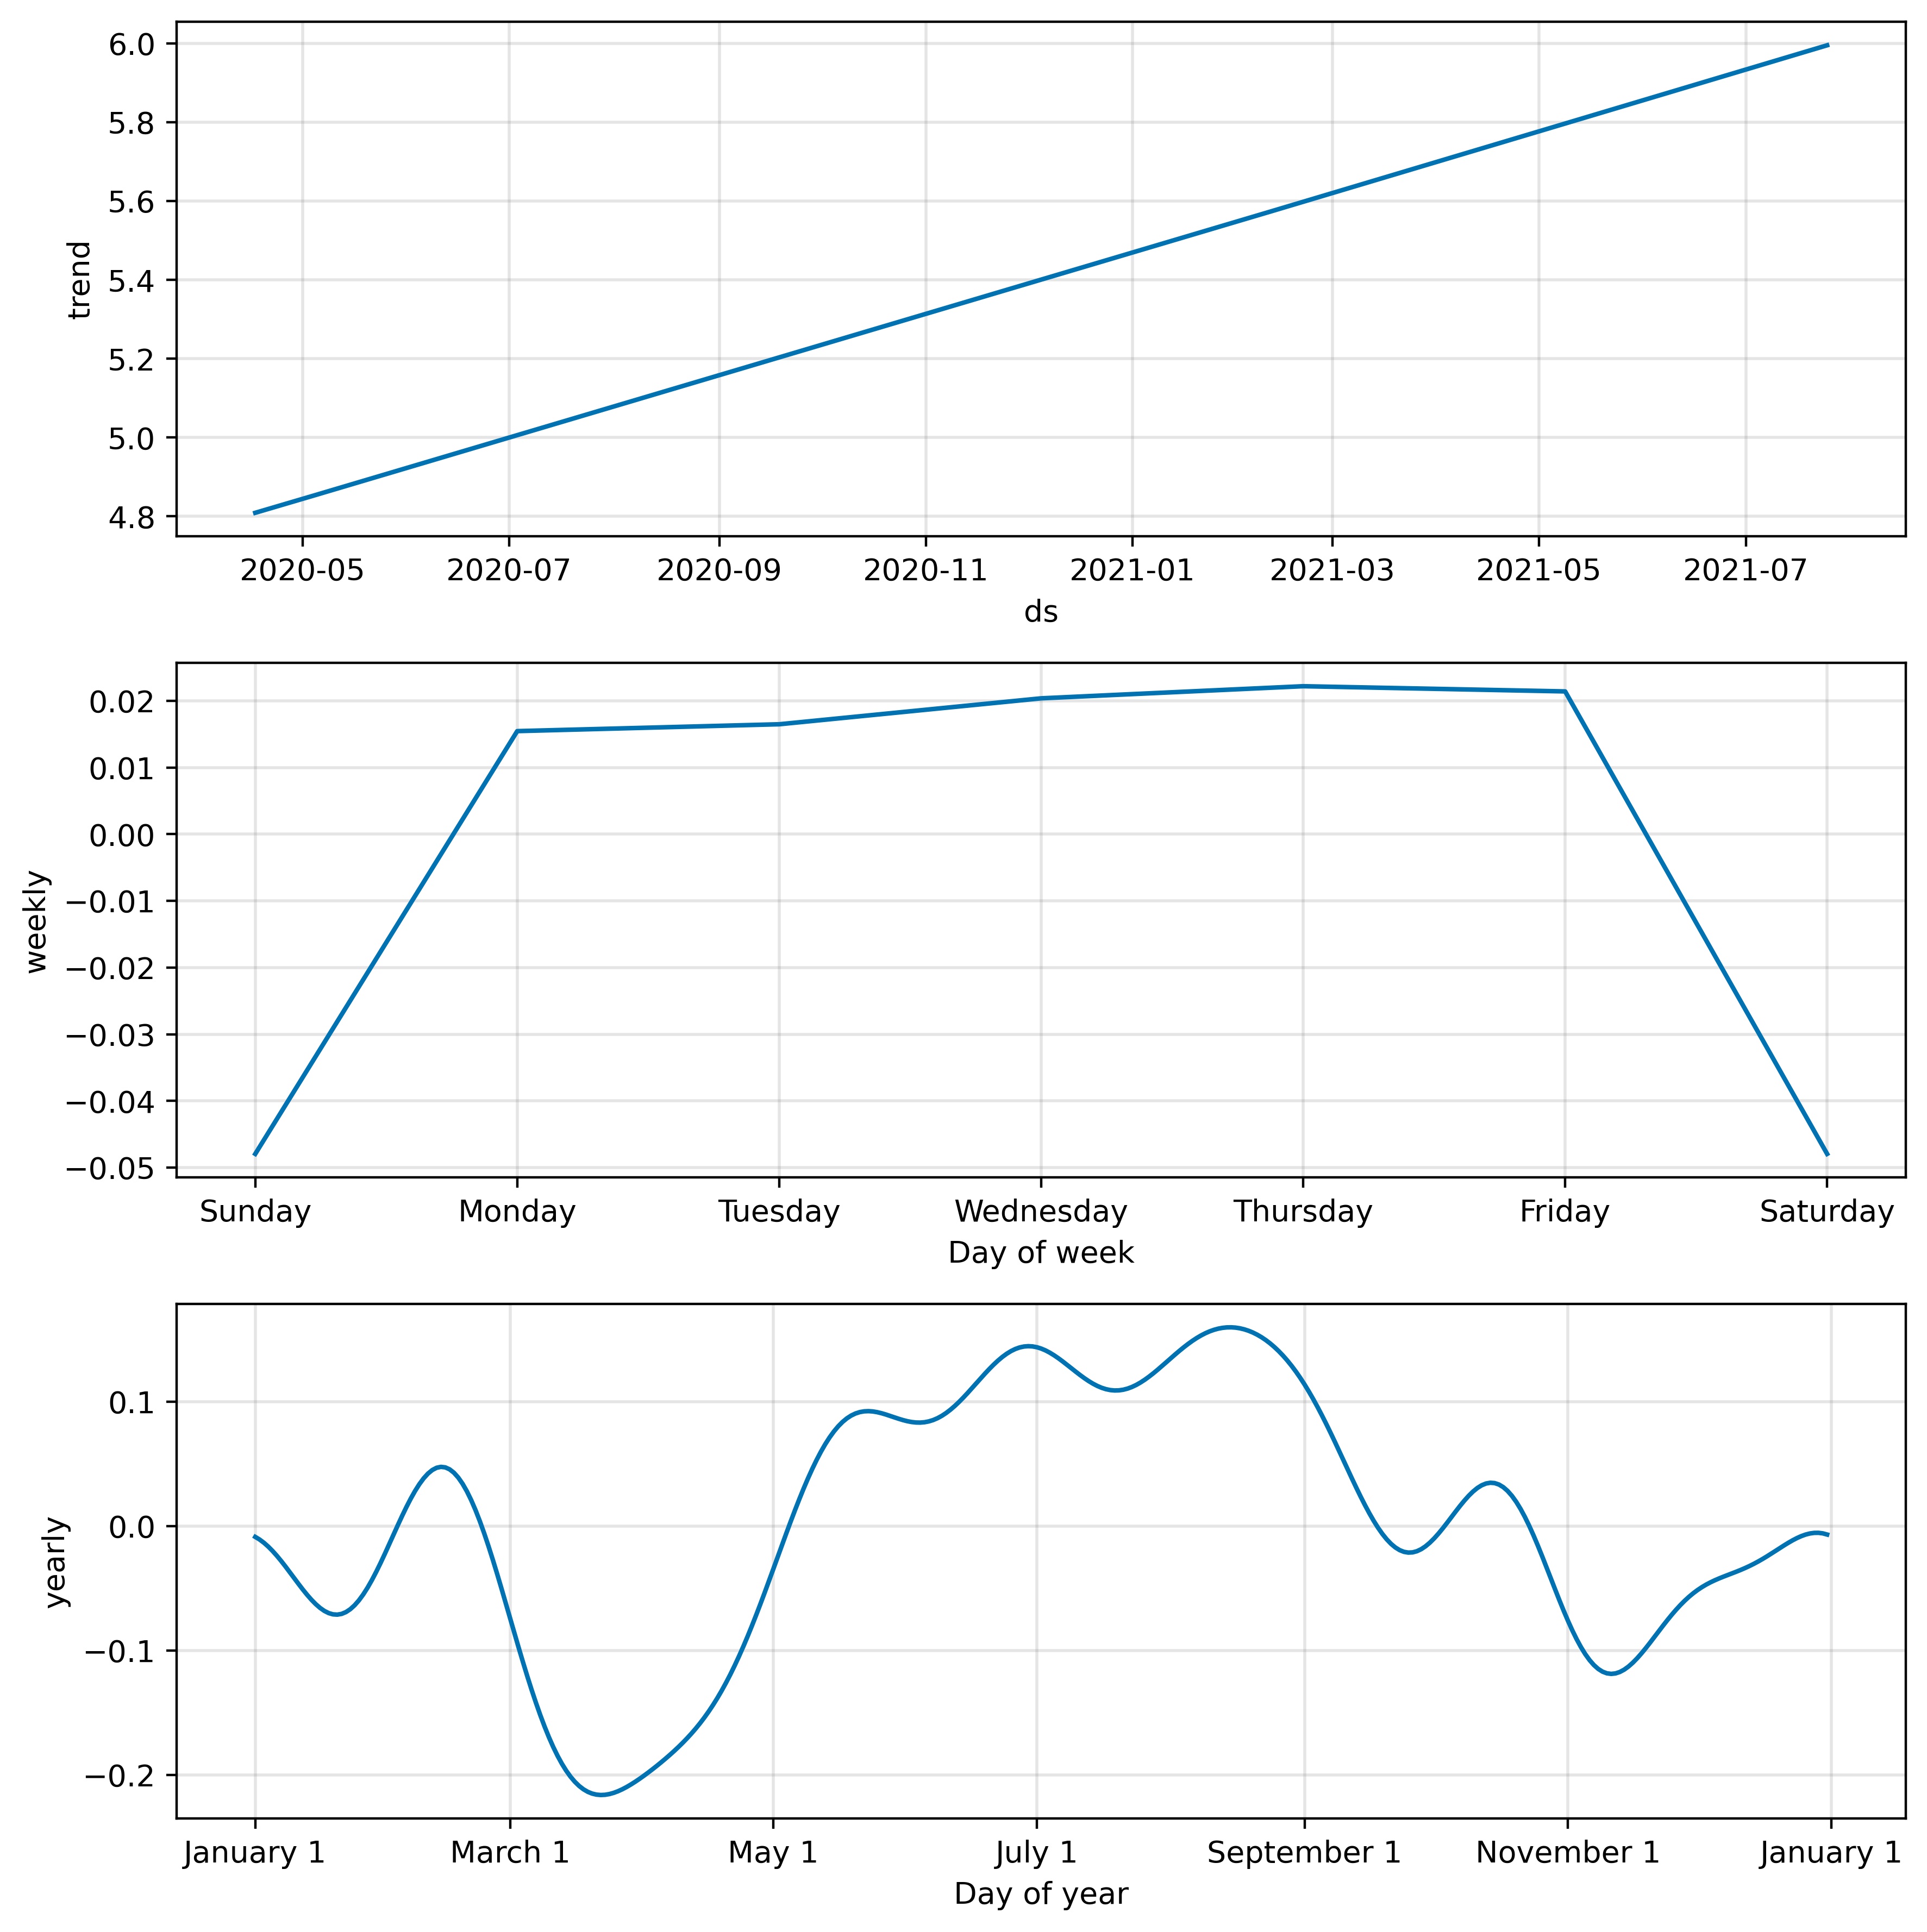 6.0
5.8
5.6
5.4
5.2
5.0
4.8
trend
2020-05 2020-07 2020-09 2020-11 2021-01 2021-03 2021-05 2021-07
ds
0.02
0.01
0.00
−0.01
−0.02
−0.03
−0.04
−0.05
weekly
Sunday Monday Tuesday Wednesday Thursday Friday Saturday
Day of week
0.1
0.0
−0.1
−0.2
yearly
January 1 March 1 May 1 July 1 September 1 November 1 January 1
Day of year